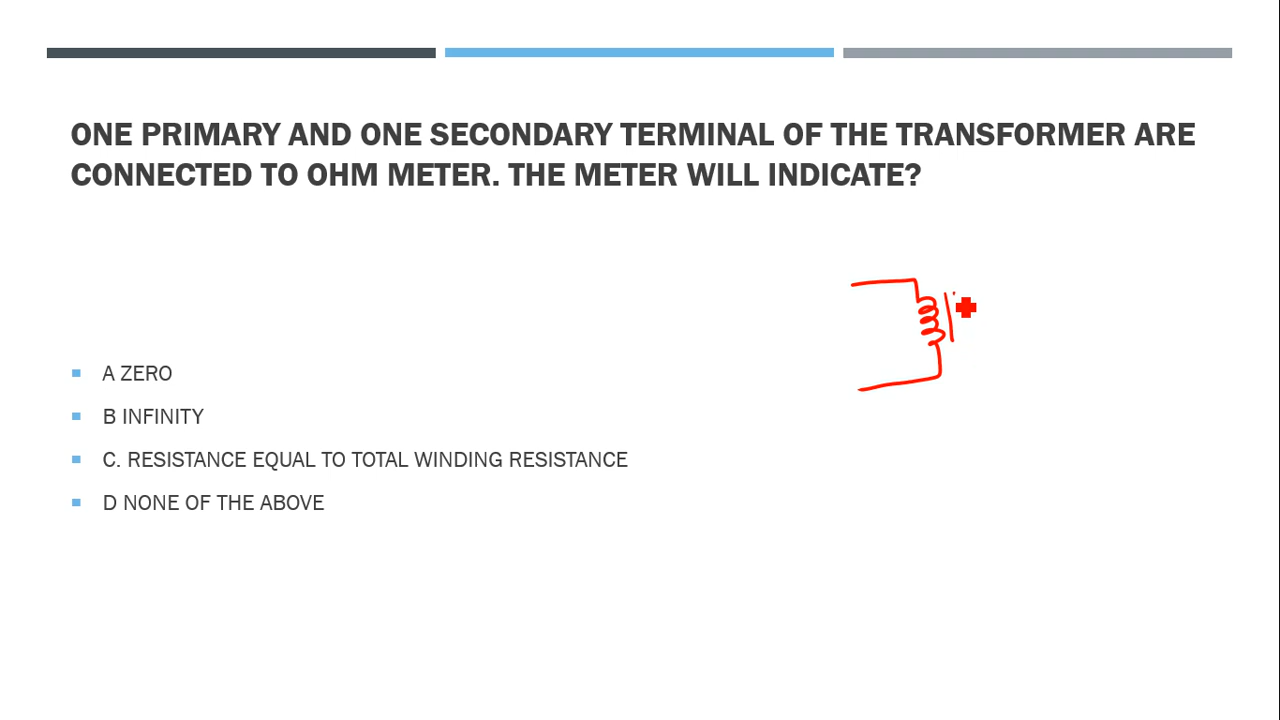 ONE PRIMARY AND ONE SECONDARY TERMINAL OF THE TRANSFORMER ARE
CONNECTED TO OHM METER. THE METER WILL INDICATE?
A ZERO
B INFINITY
C. RESISTANCE EQUAL TO TOTAL WINDING RESISTANCE
D NONE OF THE ABOVE